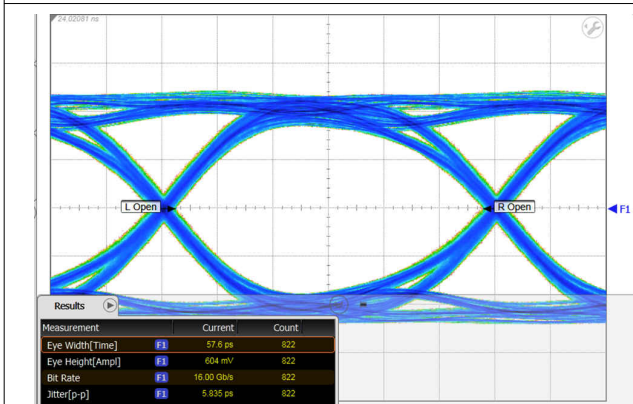 24.02081 ns
L Open R Open
F1
Results
Measurement Current Count
Eye Width[Time] F1 57.6 ps 822
Eye Height[Ampl] F1 604 mV 822
Bit Rate F1 16.00 Gb/s 822
Jitter[p-p] F1 5.835 ps 822